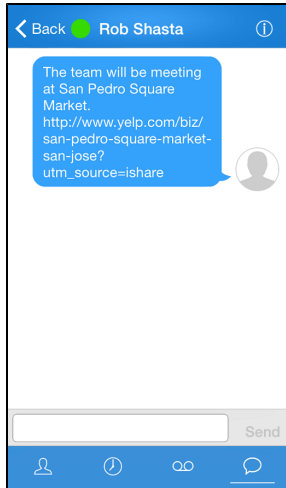 Back Rob Shasta
The team will be meeting
at San Pedro Square
Market.
http://www.yelp.com/biz/
san-pedro-square-market-
san-jose?
utm_source=ishare
Send